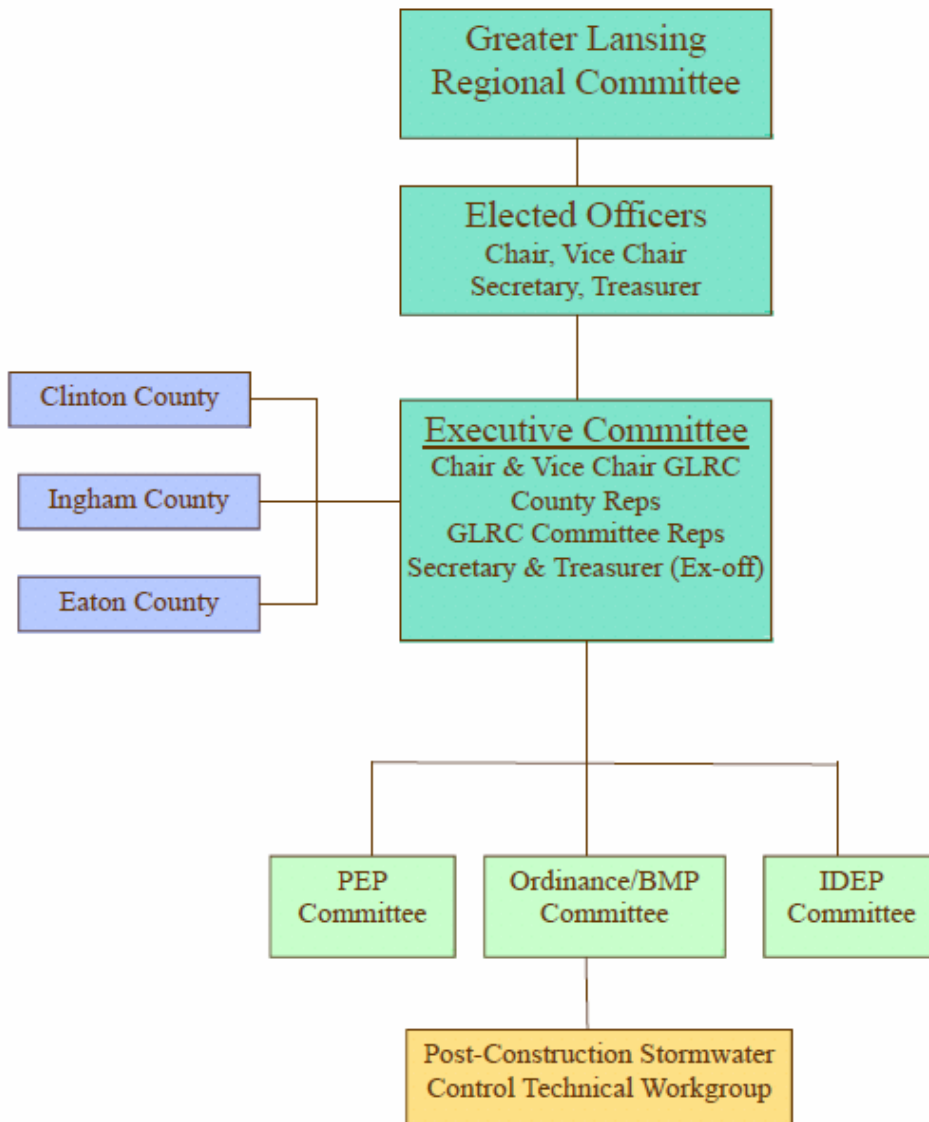 Greater Lansing
Regional Committee
Elected Officers
Chair, Vice Chair
Secretary, Treasurer
Clinton County
Ingham County
Eaton County
Executive Committee
Chair & Vice Chair GLRC
County Reps
GLRC Committee Reps
Secretary & Treasurer (Ex-off)
PEP
Committee
Ordinance/BMP
Committee
IDEP
Committee
Post-Construction Stormwater
Control Technical Workgroup